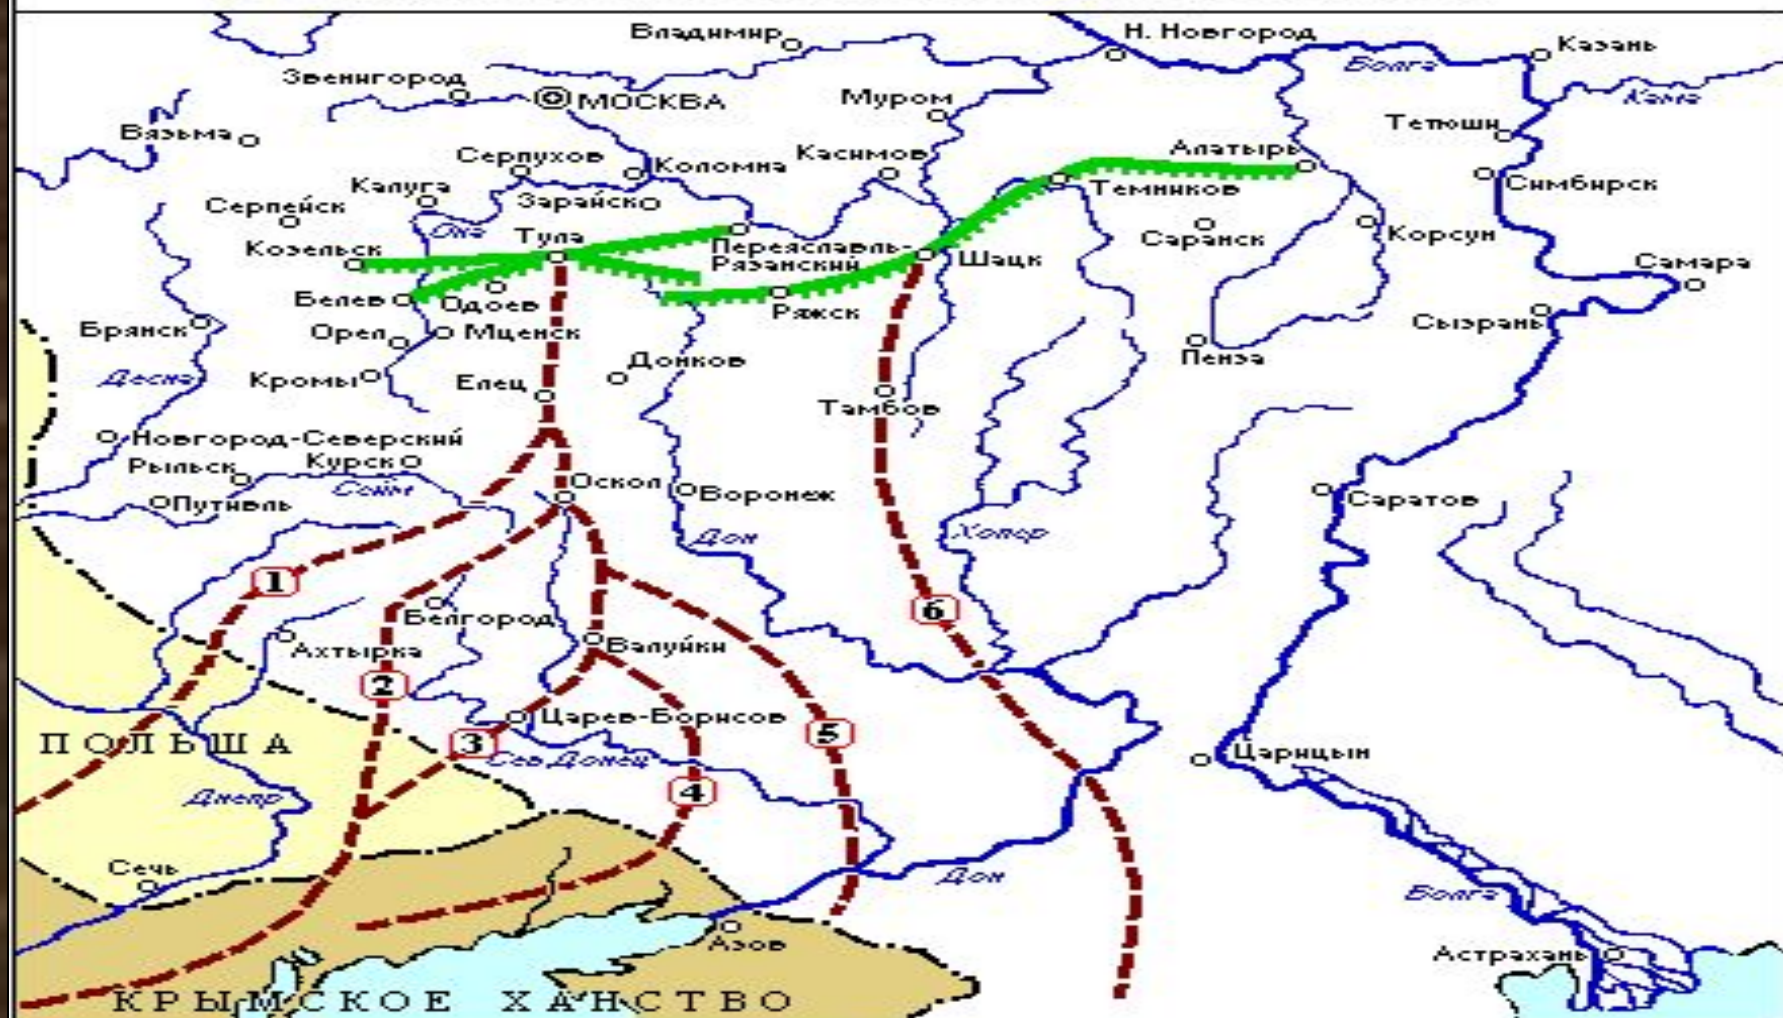 Владимир
Н. Новгород
Казань
Волга
Звенигород
МОСКВА
Муром
Кама
Вязьма
Тетюши
Серпухов
Коломна
Касимов
Алатырь
Калуга
Серпейск
Зарайск
Темников
Симбирск
Ока
Козельск
Тула
Переяславль-
Рязанский
Шацк
Саранск
Корсун
Самара
Белев
Одоев
Ряжск
Брянск
Орел
Мценск
Сызрань
Десна
Кромы
Елец
Донков
Пенза
Тамбов
Новгород-Северский
Рыльск
Курск
Путивль
Сейм
Оскол
Воронеж
Саратов
Дон
Хопер
1
Белгород
6
Ахтырка
Валуйки
2
Царев-Борисов
3
5
ПОЛЬША
Сев Донец
Царицын
Днепр
4
Сечь
Дон
Волга
Азов
Астрахань
КРЫМСКОЕ ХАНСТВО